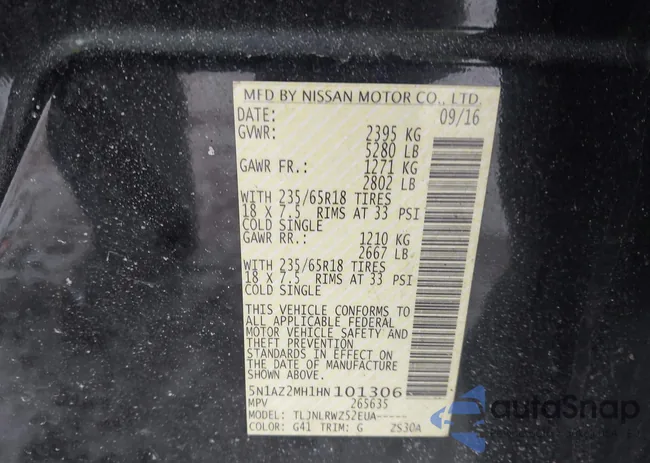 MFD BY NISSAN MOTOR CO., LTD.
DATE: 09/16
GVWR: 2395 KG
5280 LB
GAWR FR.: 1271 KG
2802 LB
WITH 235/65R18 TIRES
18 X 7.5 RIMS AT 33 PSI
COLD SINGLE
GAWR RR.: 1210 KG
2667 LB
WITH 235/65R18 TIRES
18 X 7.5 RIMS AT 33 PSI
COLD SINGLE
THIS VEHICLE CONFORMS TO
ALL APPLICABLE FEDERAL
MOTOR VEHICLE SAFETY AND
THEFT PREVENTION
STANDARDS IN EFFECT ON
THE DATE OF MANUFACTURE
SHOWN ABOVE.
5N1AZ2MH1HN101306
MPV 265635
MODEL: TLJNLRWZ52EUA-----
COLOR: G41 TRIM: G 2S30A
autoSnap